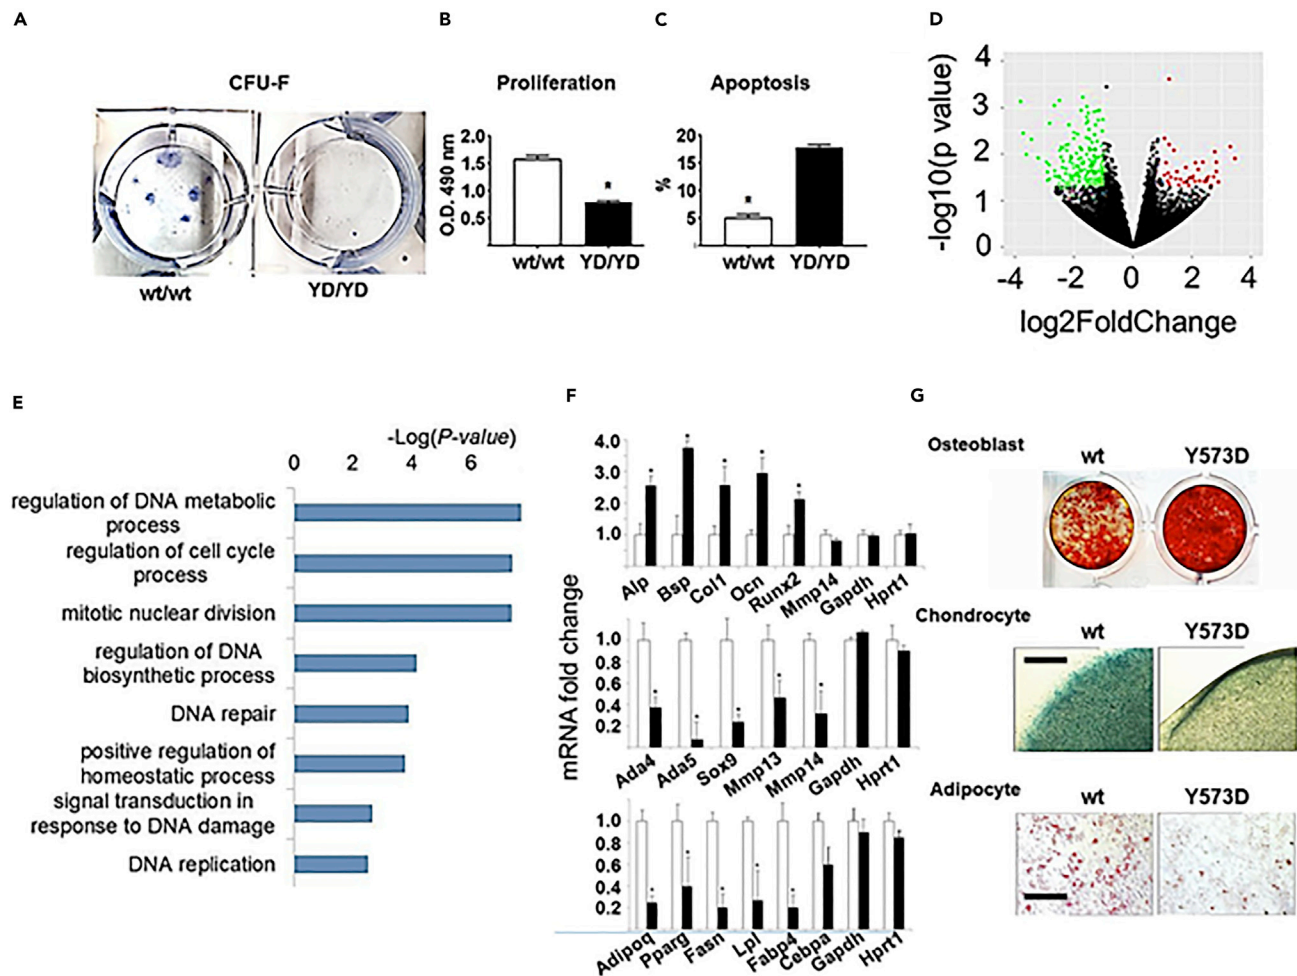 A
B
C
D
CFU-F
wt/wt
YD/YD
Proliferation
O.D. 490 nm
2.0
1.5
1.0
0.5
*
wt/wt YD/YD
Apoptosis
%
20
15
10
5
*
wt/wt YD/YD
-log10(p value)
4
3
2
1
0
-4 -2 0 2 4
log2FoldChange
E
F
G
-Log(P-value)
0 2 4 6
regulation of DNA metabolic
process
regulation of cell cycle
process
mitotic nuclear division
regulation of DNA
biosynthetic process
DNA repair
positive regulation of
homeostatic process
signal transduction in
response to DNA damage
DNA replication
mRNA fold change
4.0
3.0
2.0
1.0
* * * * *
Alp Bsp Col1 Ocn Runx2 Mmp14 Gapdh Hprt1
1.0
0.8
0.6
0.4
0.2
* * * * *
Ada4 Ada5 Sox9 Mmp13 Mmp14 Gapdh Hprt1
1.0
0.8
0.6
0.4
0.2
* * * * *
Adipoq Pparg Fasn Lpl Fabp4 Cebpa Gapdh Hprt1
Osteoblast
wt Y573D
Chondrocyte
wt Y573D
Adipocyte
wt Y573D